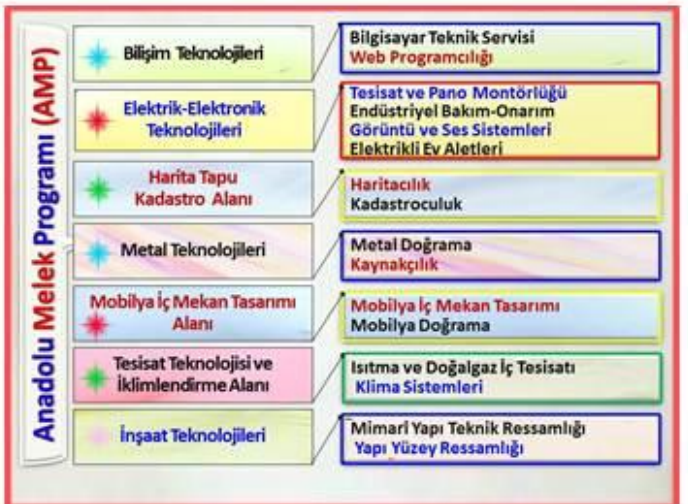 Anadolu Melek Programı (AMP)
Bilişim Teknolojileri
Bilgisayar Teknik Servisi
Web Programcılığı
Elektrik-Elektronik
Teknolojileri
Tesisat ve Pano Montörlüğü
Endüstriyel Bakım-Onarım
Görüntü ve Ses Sistemleri
Elektrikli Ev Aletleri
Harita Tapu
Kadastro Alanı
Haritacılık
Kadastroculuk
Metal Teknolojileri
Metal Doğrama
Kaynakçılık
Mobilya İç Mekan Tasarımı
Alanı
Mobilya İç Mekan Tasarımı
Mobilya Doğrama
Tesisat Teknolojisi ve
İklimlendirme Alanı
Isıtma ve Doğalgaz İç Tesisatı
Klima Sistemleri
İnşaat Teknolojileri
Mimarî Yapı Teknik Ressamlığı
Yapı Yüzey Ressamlığı